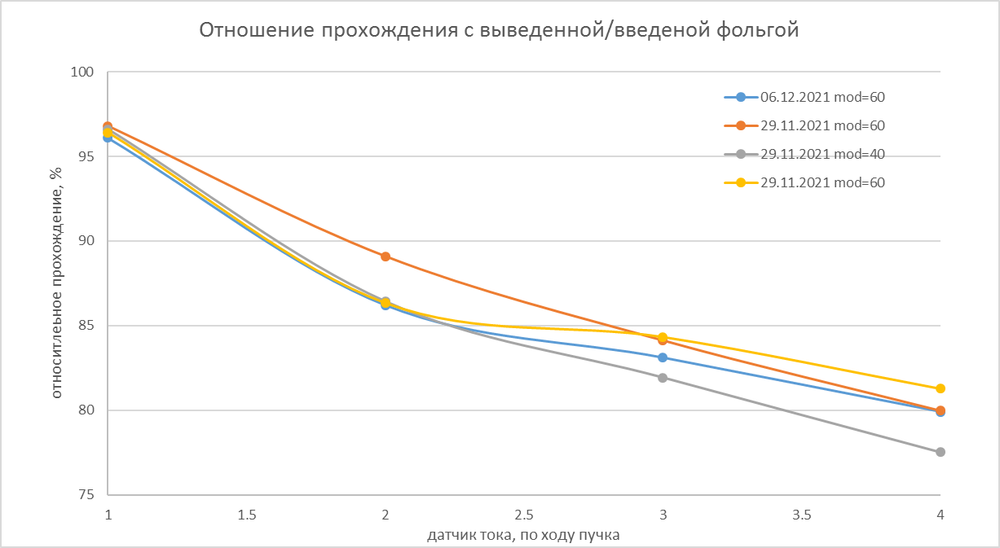 Отношение прохождения с выведенной/введеной фольгой
100
95
90
85
80
75
относитльеное прохождение, %
06.12.2021 mod=60
29.11.2021 mod=60
29.11.2021 mod=40
29.11.2021 mod=60
1
1.5
2
2.5
3
3.5
4
датчик тока, по ходу пучка